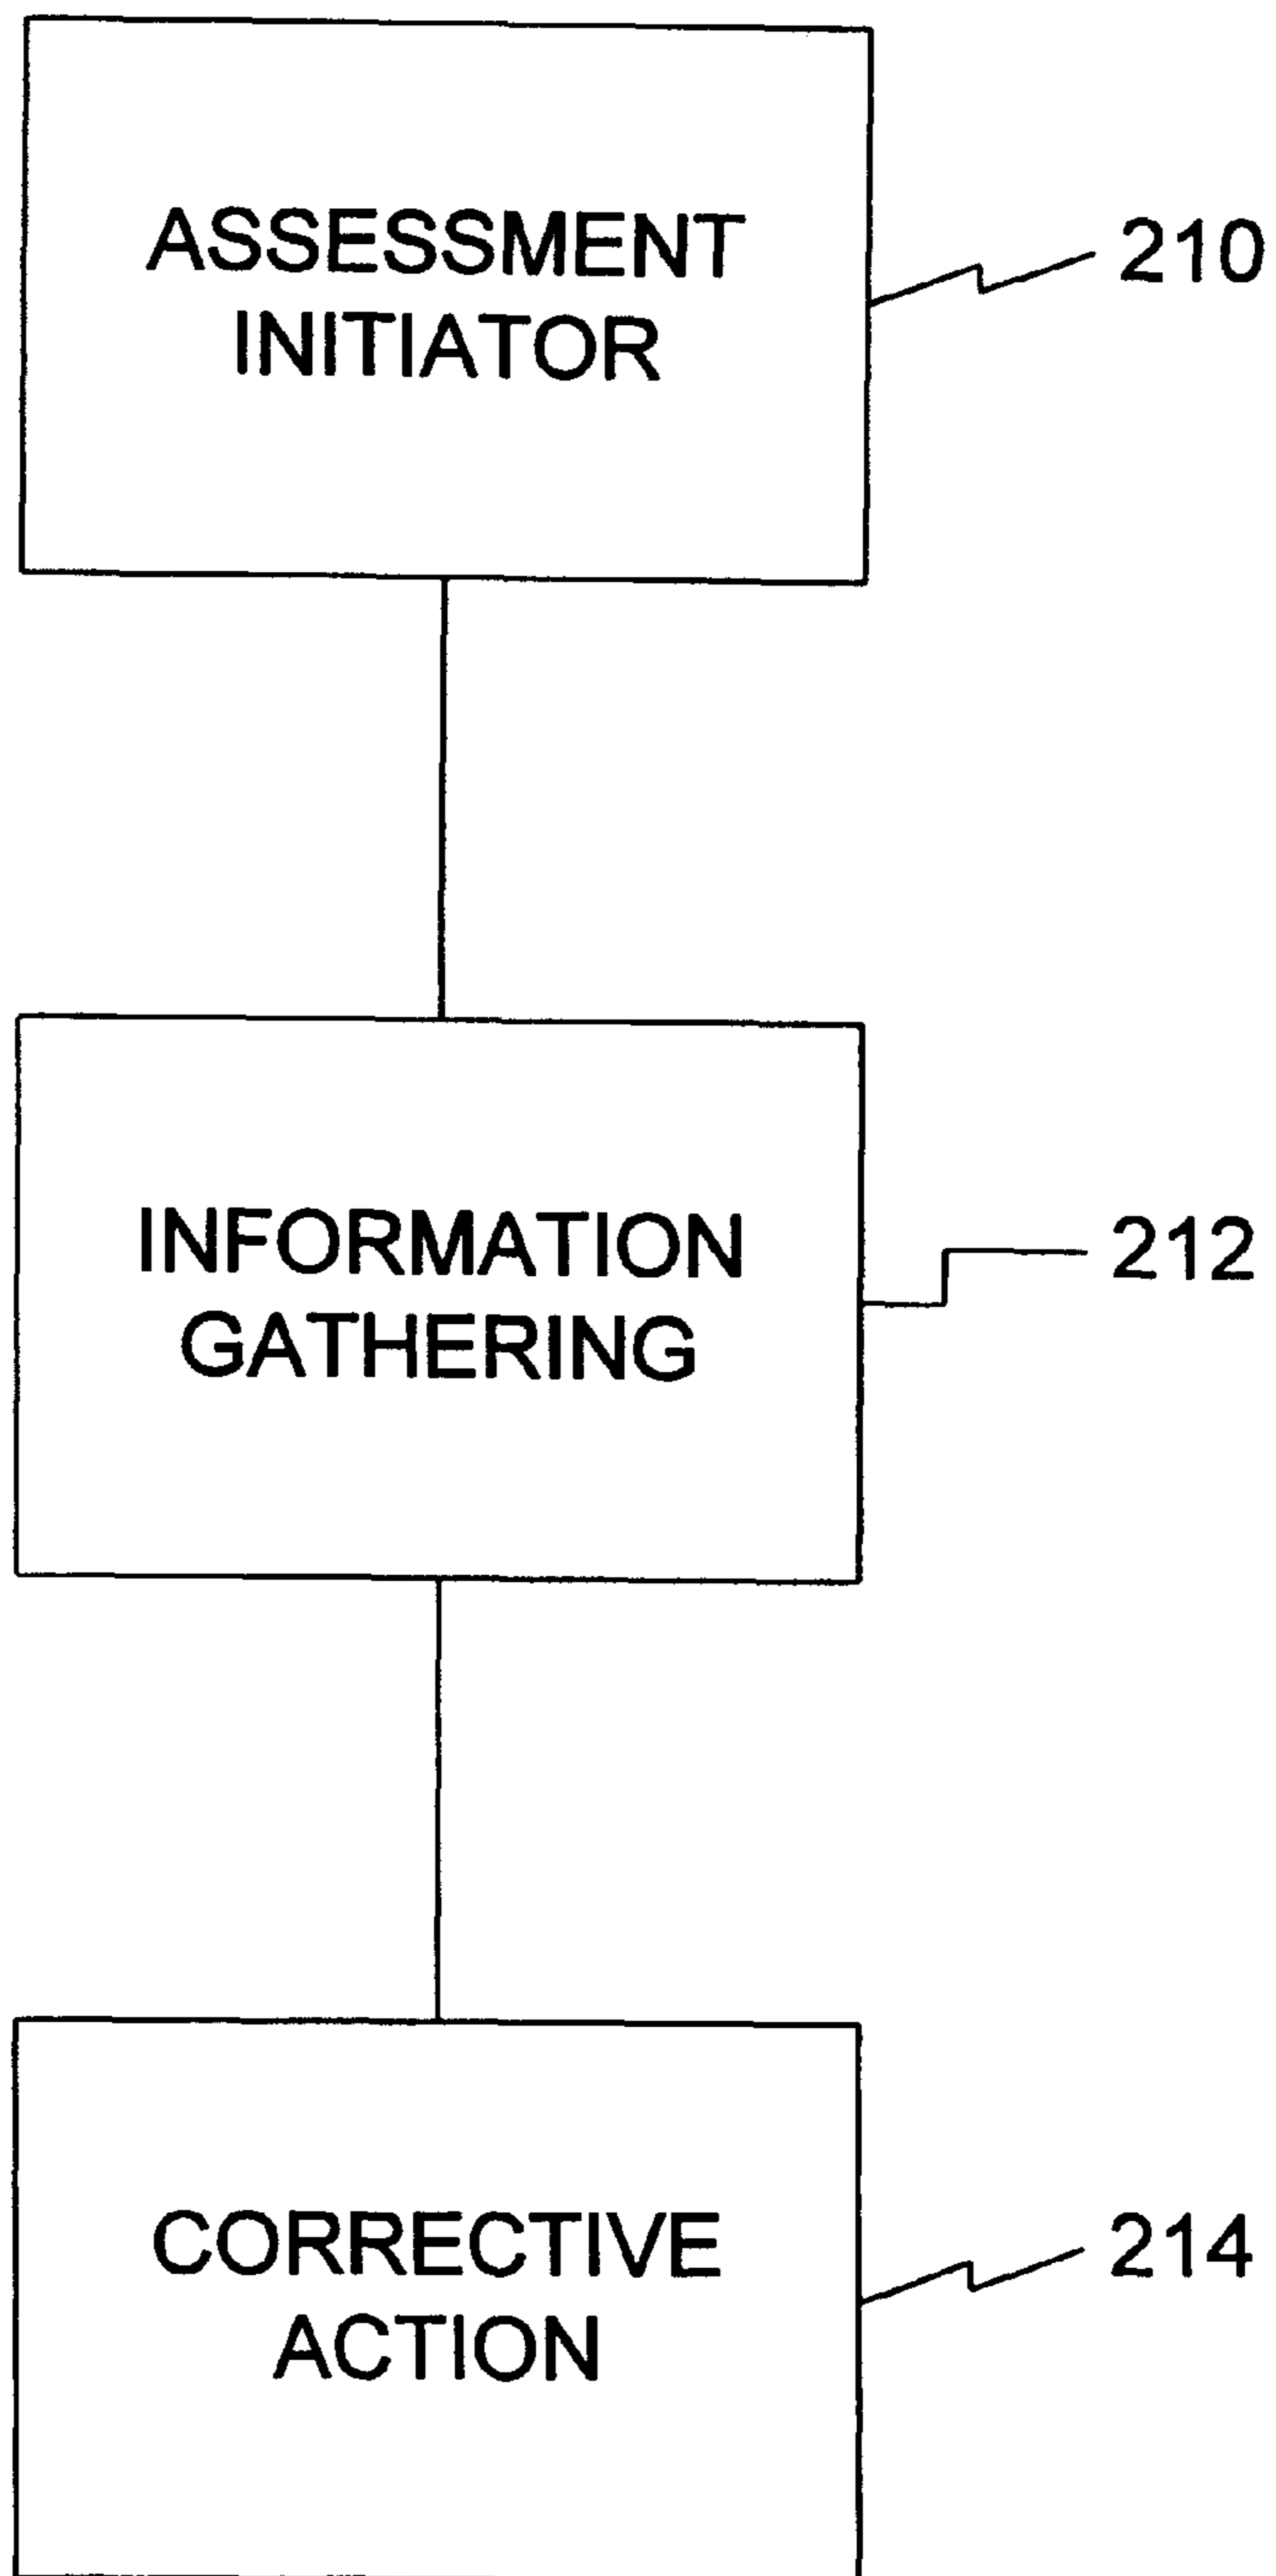 ASSESSMENT
INITIATOR
210
INFORMATION
GATHERING
212
CORRECTIVE
ACTION
214